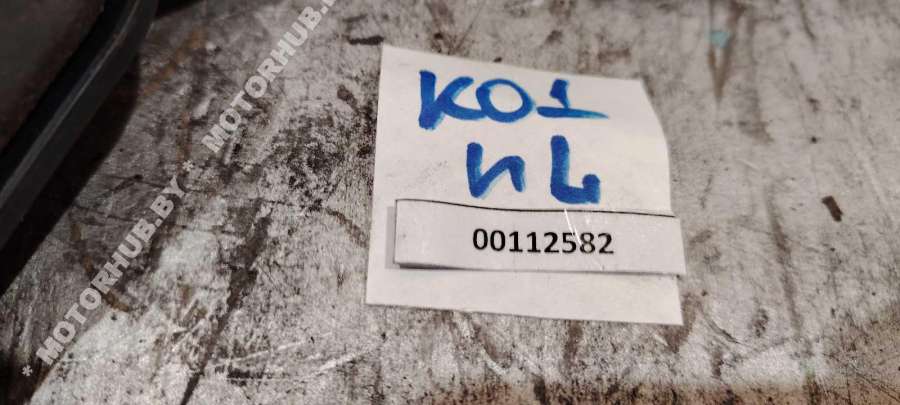 * MOTORHUB.BY * MOTORHUB.BY
K01
И4
00112582